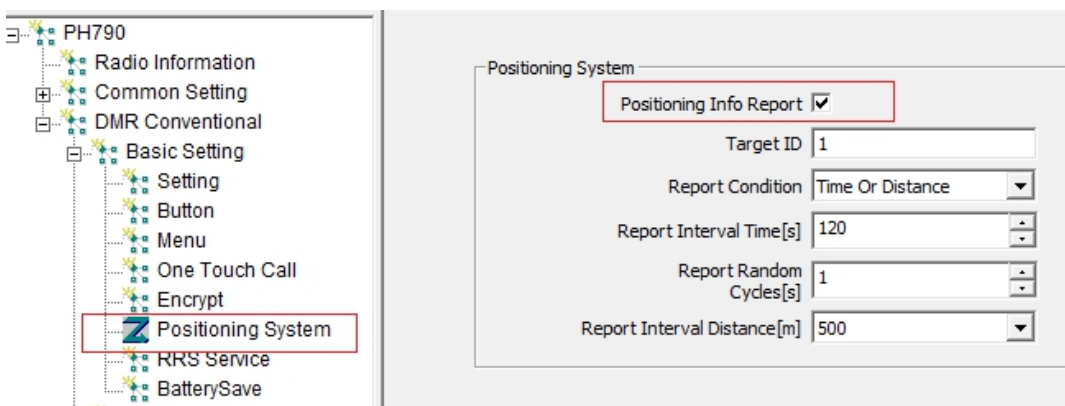 PH790
Radio Information
Common Setting
DMR Conventional
Basic Setting
Setting
Button
Menu
One Touch Call
Encrypt
Positioning System
RRS Service
BatterySave
Positioning System
Positioning Info Report
Target ID 1
Report Condition Time Or Distance
Report Interval Time[s] 120
Report Random
Cycles[s] 1
Report Interval Distance[m] 500